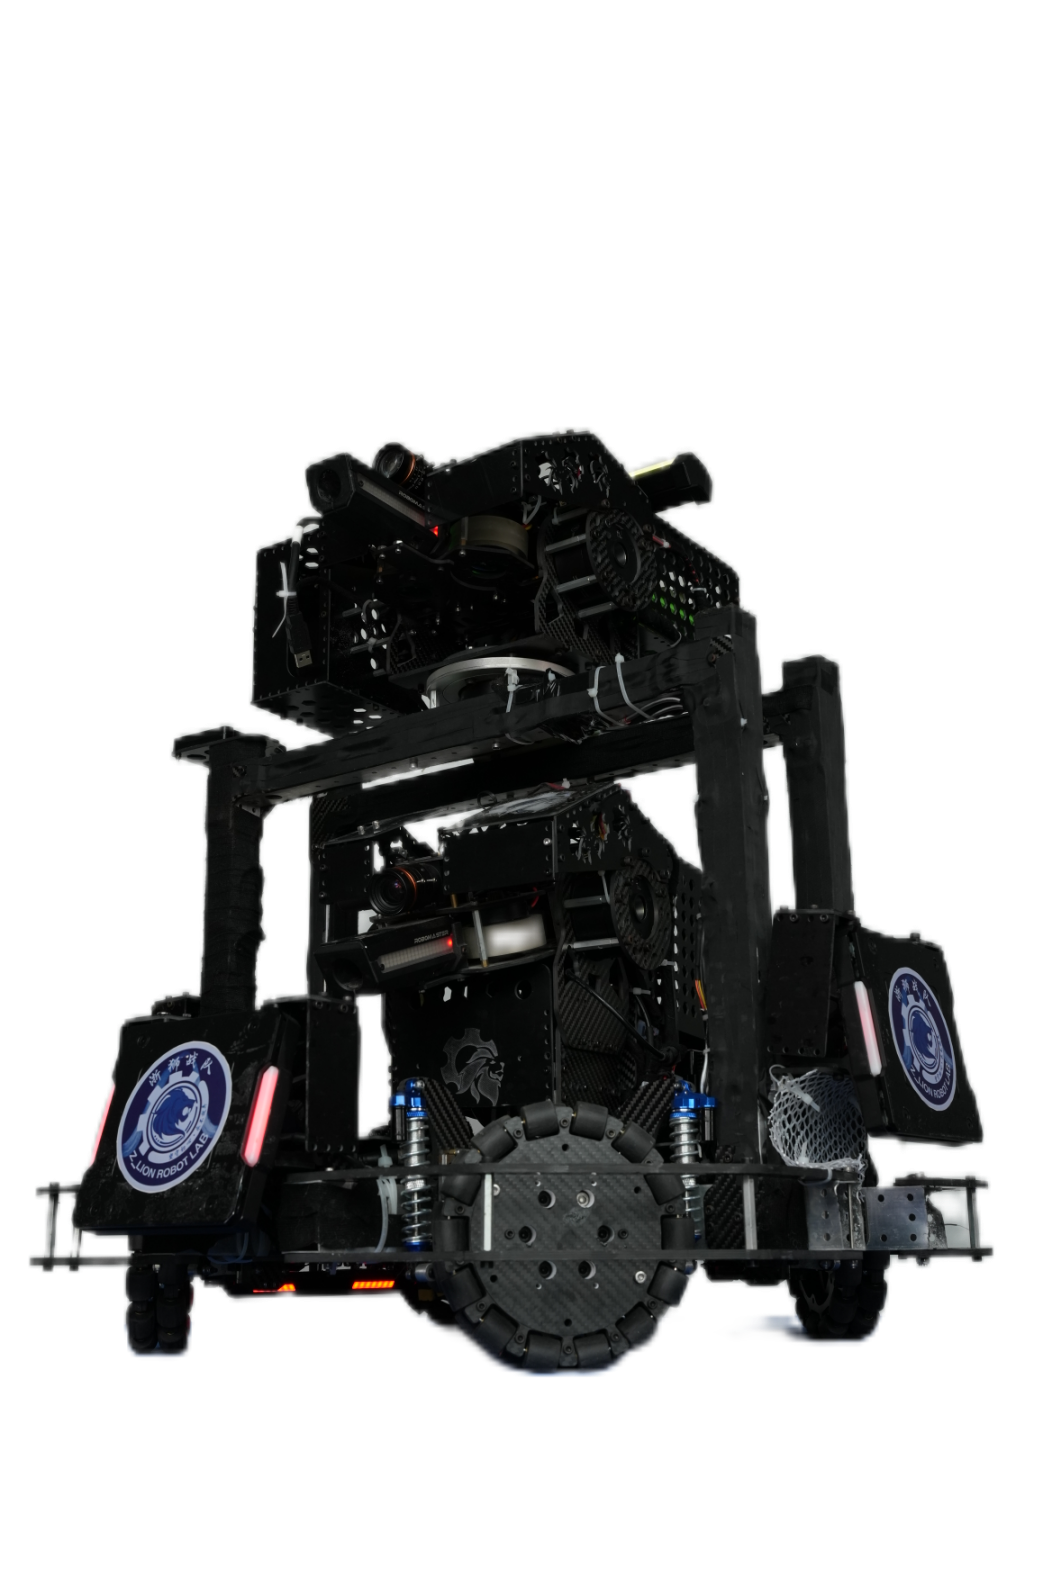 ROBOMASTER
浙狮战队
Z_LION ROBOT LAB
浙狮战队
Z_LION ROBOT LAB